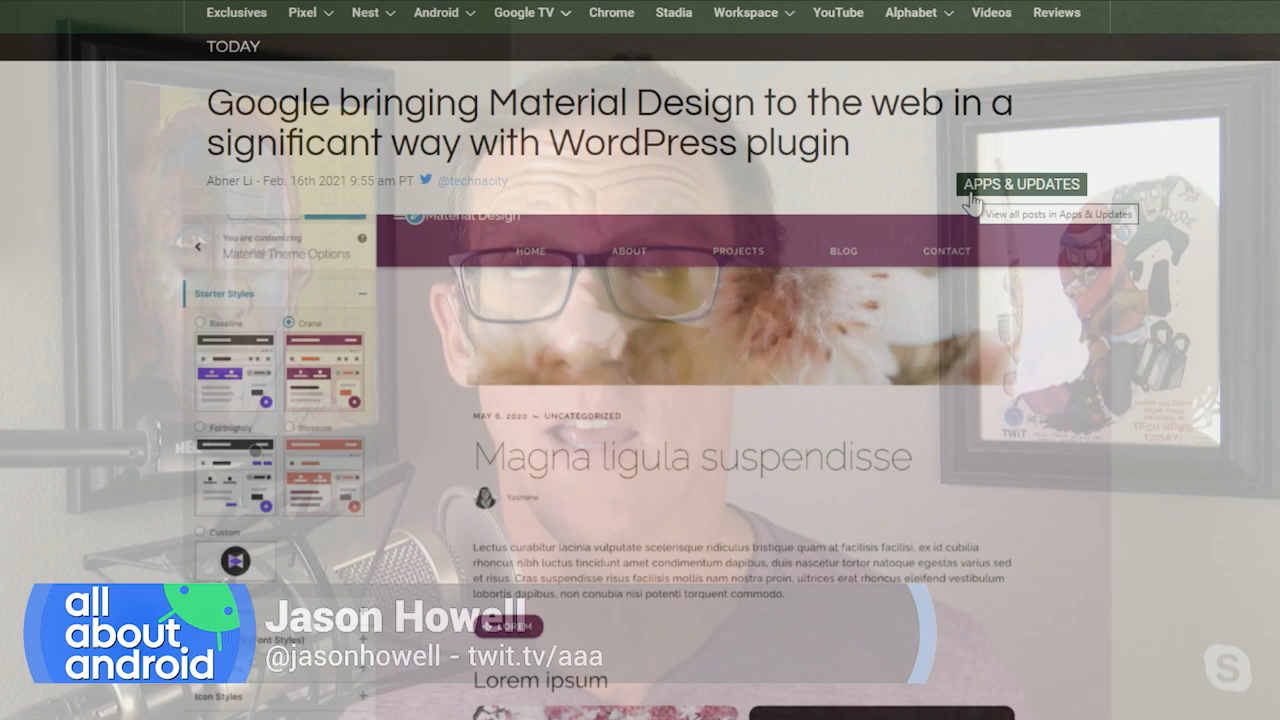 Exclusives Pixel Nest Android Google TV Chrome Stadia Workspace YouTube Alphabet Videos Reviews
TODAY
Google bringing Material Design to the web in a
significant way with WordPress plugin
Abner Li - Feb. 16th 2021 9:55 am PT @technacity
APPS & UPDATES
View all posts in Apps & Updates
Material Design
You are customizing
Material Theme Options
HOME ABOUT PROJECTS BLOG CONTACT
Starter Styles
Baseline Crane
MAY 6, 2020 UNCATEGORIZED
Fortnightly Blossom
Magna ligula suspendisse
Yasmine
Custom
Lectus curabitur lacinia vulputate scelerisque ridiculus tristique quam at facilisis facilisi, ex id cubilia
rhoncus nibh luctus tincidunt amet condimentum dapibus, duis nascetur tortor natoque egestas varius sed
et risus. Cras suspendisse risus facilisis mollis nam nostra proin, ultrices erat rhoncus eleifend vestibulum
lobortis dapibus, non conubia nisi potenti torquent commodo.
TWiT
TECH NEWS
TODAY!
all
about
android
Jason Howell
@jasonhowell - twit.tv/aaa
LOREM
(Font Styles)
Lorem ipsum
Icon Styles